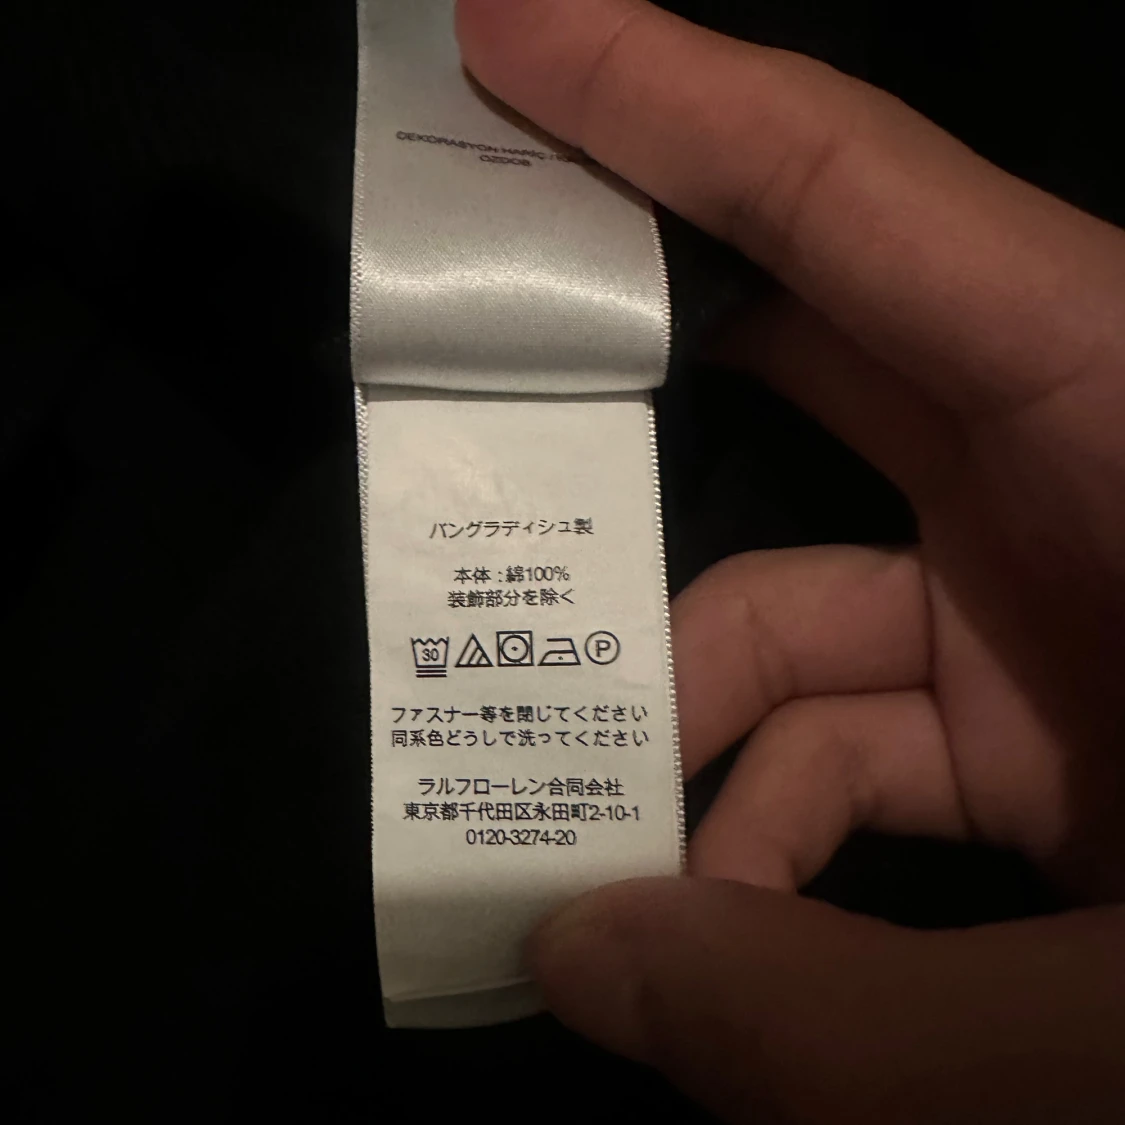 DEKORASYON HARİÇ /
OZDÓB
バングラディシュ製
本体 : 綿100%
装飾部分を除く
30 P
ファスナー等を閉じてください
同系色どうしで洗ってください
ラルフローレン合同会社
東京都千代田区永田町2-10-1
0120-3274-20